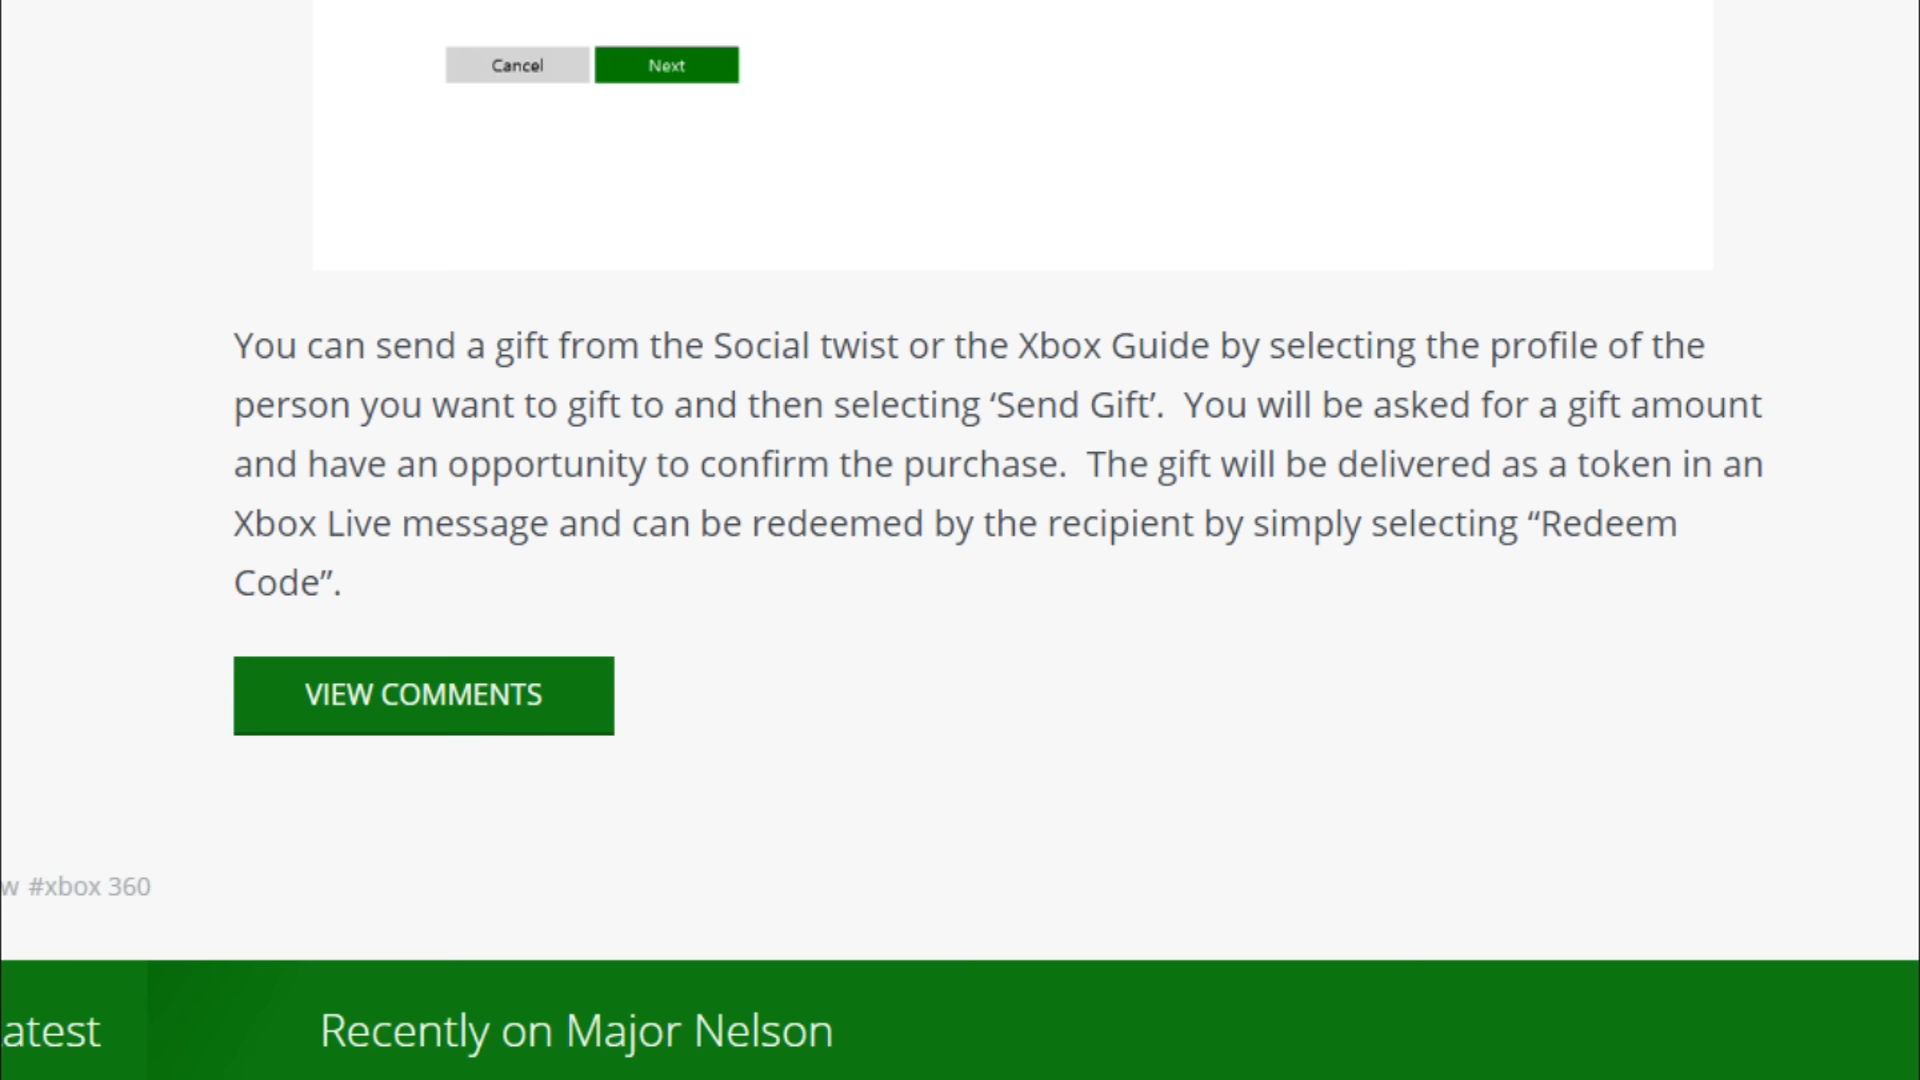 Cancel Next
You can send a gift from the Social twist or the Xbox Guide by selecting the profile of the
person you want to gift to and then selecting ‘Send Gift’.  You will be asked for a gift amount
and have an opportunity to confirm the purchase.  The gift will be delivered as a token in an
Xbox Live message and can be redeemed by the recipient by simply selecting “Redeem
Code”.
VIEW COMMENTS
w #xbox 360
atest Recently on Major Nelson